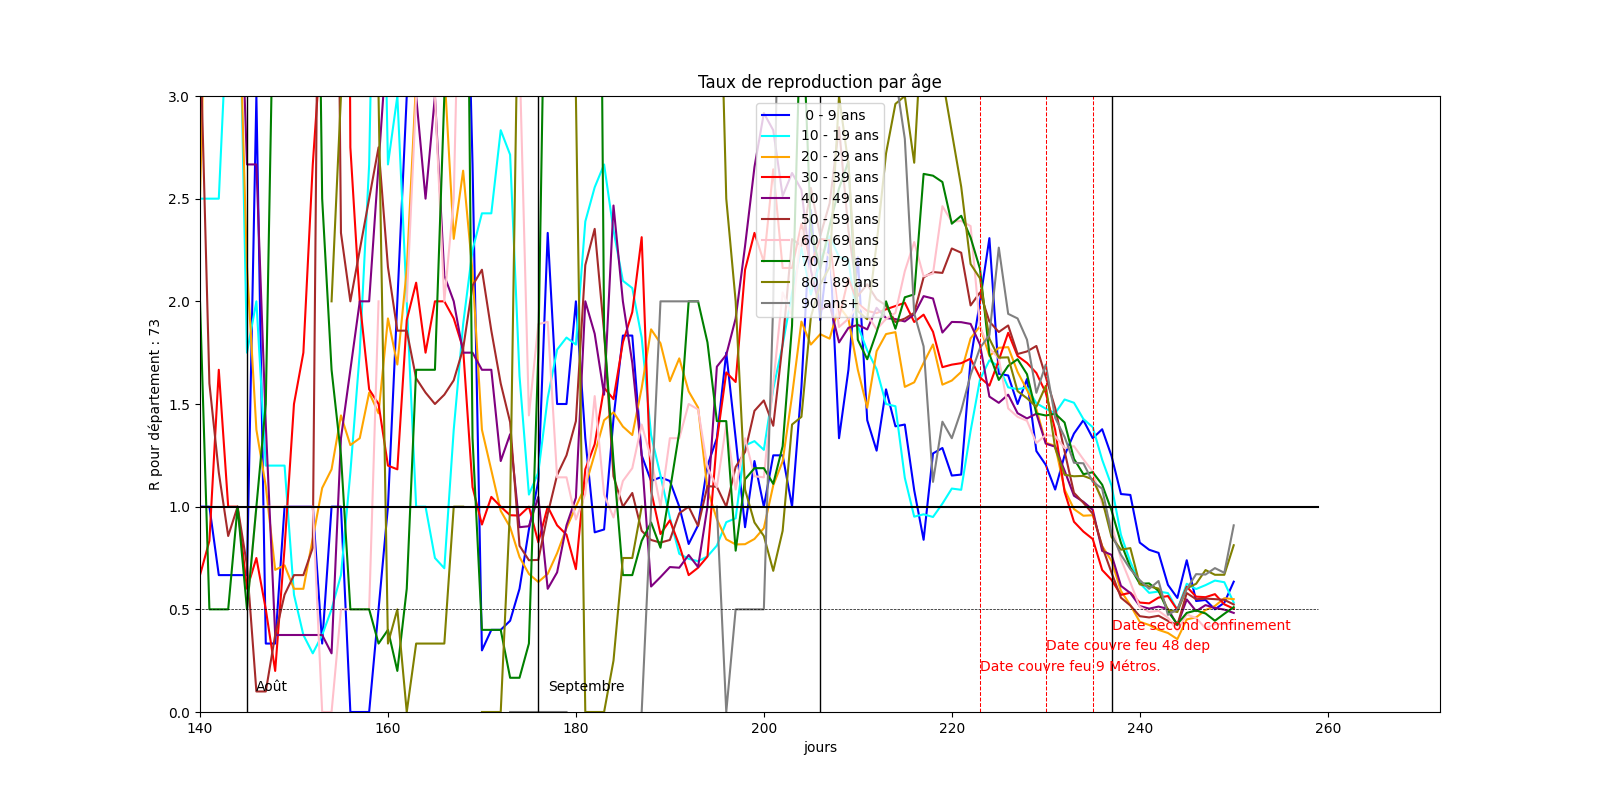 Taux de reproduction par âge
R pour département : 73
3.0
2.5
2.0
1.5
1.0
0.5
0.0
0 - 9 ans
10 - 19 ans
20 - 29 ans
30 - 39 ans
40 - 49 ans
50 - 59 ans
60 - 69 ans
70 - 79 ans
80 - 89 ans
90 ans+
Date second confinement
Date couvre feu 48 dep
Date couvre feu 9 Métros.
Août
Septembre
140
160
180
200
220
240
260
jours